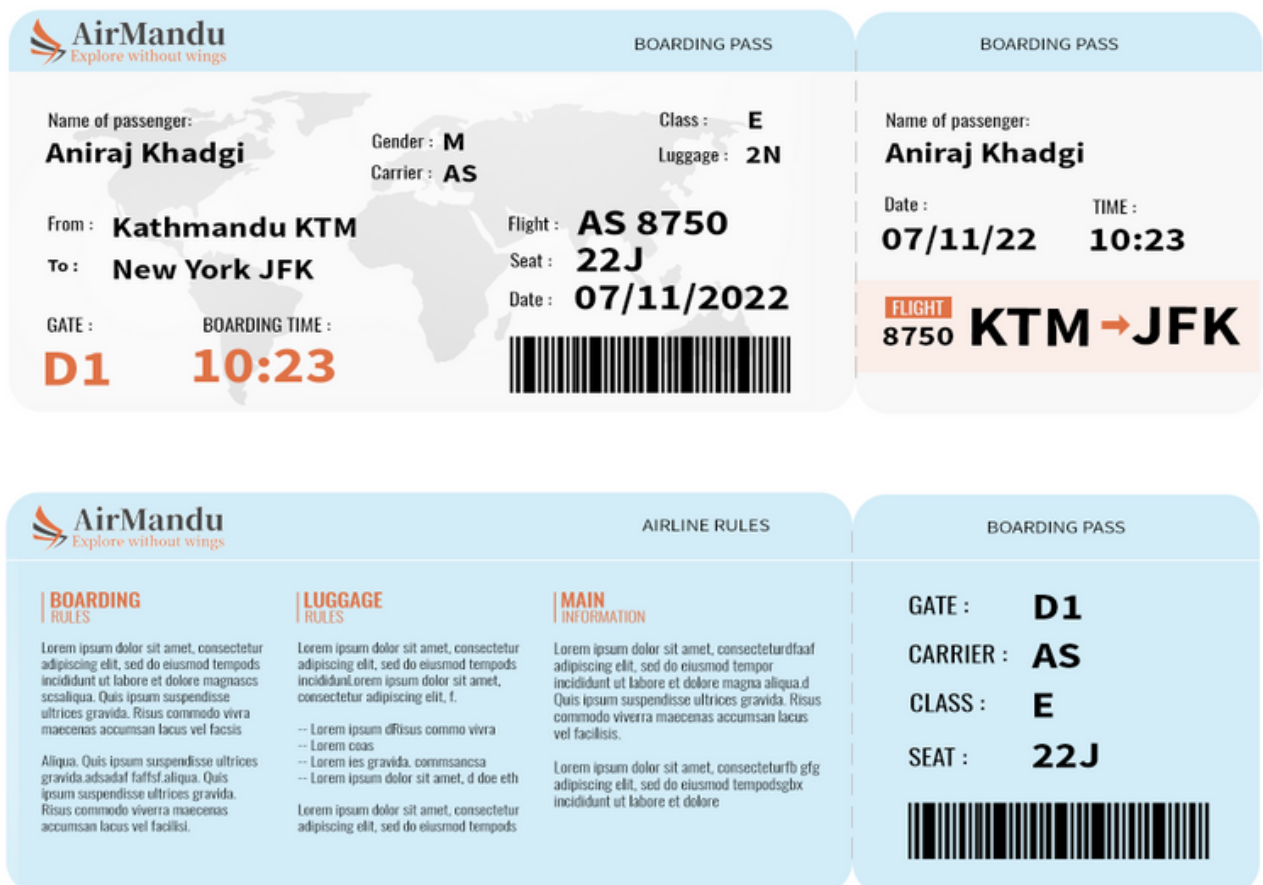 AirMandu
Explore without wings
BOARDING PASS
Name of passenger:
Aniraj Khadgi
Gender : M
Carrier : AS
Class : E
Luggage : 2N
From : Kathmandu KTM
To : New York JFK
Flight : AS 8750
Seat : 22J
Date : 07/11/2022
GATE :
D1
BOARDING TIME :
10:23
BOARDING PASS
Name of passenger:
Aniraj Khadgi
Date :
07/11/22
TIME :
10:23
FLIGHT
8750
KTM → JFK
AirMandu
Explore without wings
AIRLINE RULES
BOARDING
RULES
Lorem ipsum dolor sit amet, consectetur
adipiscing elit, sed do eiusmod tempods
incididunt ut labore et dolore magnascs
scsaliqua. Quis ipsum suspendisse
ultrices gravida. Risus commodo vivra
maecenas accumsan lacus vel facsis
Aliqua. Quis ipsum suspendisse ultrices
gravida.adsadaf faffsf.aliqua. Quis
ipsum suspendisse ultrices gravida.
Risus commodo viverra maecenas
accumsan lacus vel facilisi.
LUGGAGE
RULES
Lorem ipsum dolor sit amet, consectetur
adipiscing elit, sed do eiusmod tempods
incididunLorem ipsum dolor sit amet,
consectetur adipiscing elit, f.
-- Lorem ipsum dRisus commo vivra
-- Lorem coas
-- Lorem ies gravida. commsancsa
-- Lorem ipsum dolor sit amet, d doe eth
Lorem ipsum dolor sit amet, consectetur
adipiscing elit, sed do eiusmod tempods
MAIN
INFORMATION
Lorem ipsum dolor sit amet, consecteturdfaaf
adipiscing elit, sed do eiusmod tempor
incididunt ut labore et dolore magna aliqua.d
Quis ipsum suspendisse ultrices gravida. Risus
commodo viverra maecenas accumsan lacus
vel facilisis.
Lorem ipsum dolor sit amet, consecteturfb gfg
adipiscing elit, sed do eiusmod tempodsgbx
incididunt ut labore et dolore
BOARDING PASS
GATE : D1
CARRIER : AS
CLASS : E
SEAT : 22J